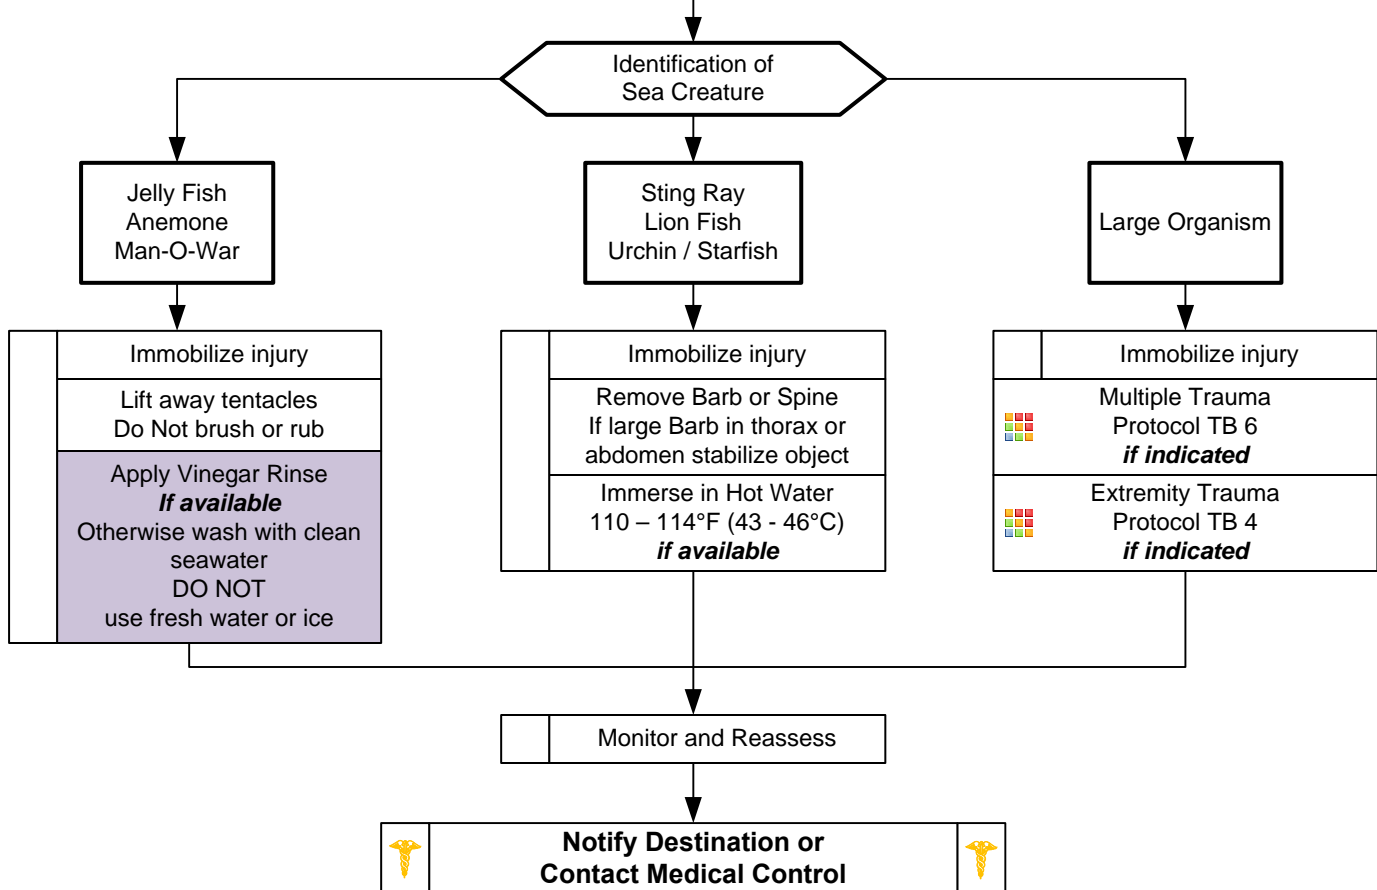 Identification of
Sea Creature
Jelly Fish
Anemone
Man-O-War
Sting Ray
Lion Fish
Urchin / Starfish
Large Organism
Immobilize injury
Lift away tentacles
Do Not brush or rub
Apply Vinegar Rinse
If available
Otherwise wash with clean
seawater
DO NOT
use fresh water or ice
Immobilize injury
Remove Barb or Spine
If large Barb in thorax or
abdomen stabilize object
Immerse in Hot Water
110 – 114°F (43 - 46°C)
if available
Immobilize injury
Multiple Trauma
Protocol TB 6
if indicated
Extremity Trauma
Protocol TB 4
if indicated
Monitor and Reassess
Notify Destination or
Contact Medical Control